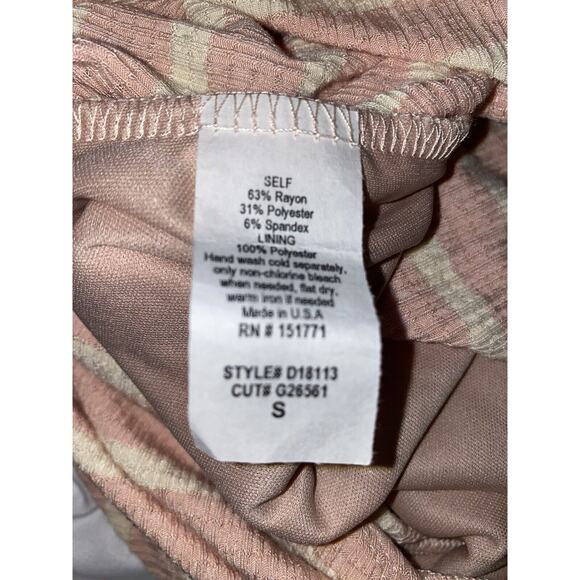 SELF
63% Rayon
31% Polyester
6% Spandex
LINING
100% Polyester
Hand wash cold separately,
only non-chlorine bleach
when needed, flat dry,
warm iron if needed
Made in U.S.A
RN # 151771
STYLE# D18113
CUT# G26561
S